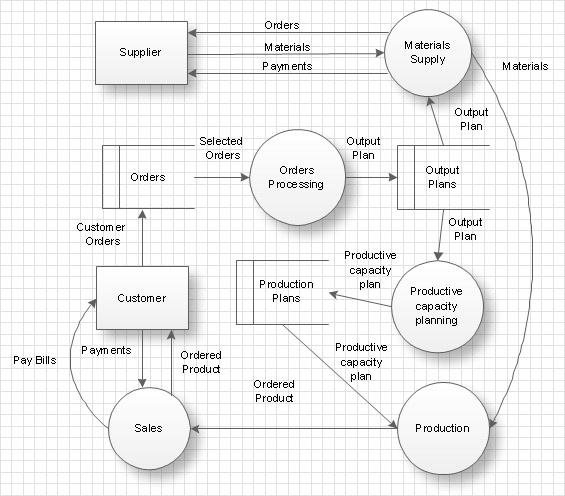 Orders
Supplier
Materials
Materials
Supply
Payments
Materials
Output
Plan
Selected
Orders
Output
Plan
Orders
Orders
Processing
Output
Plans
Customer
Orders
Output
Plan
Productive
capacity
plan
Customer
Production
Plans
Productive
capacity
planning
Pay Bills
Payments
Ordered
Product
Productive
capacity
plan
Ordered
Product
Sales
Production